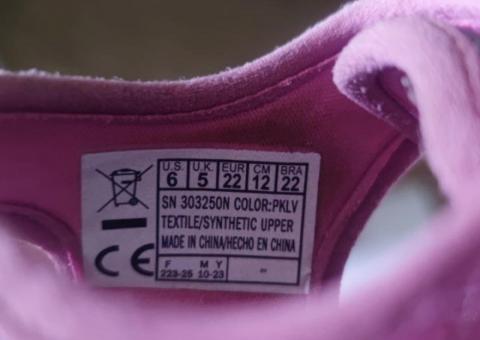 U.S. U.K. EUR CM BRA
6 5 22 12 22
SN 303250N COLOR:PKLV
TEXTILE/SYNTHETIC UPPER
MADE IN CHINA/HECHO EN CHINA
CE
F M Y
223-25 10-23